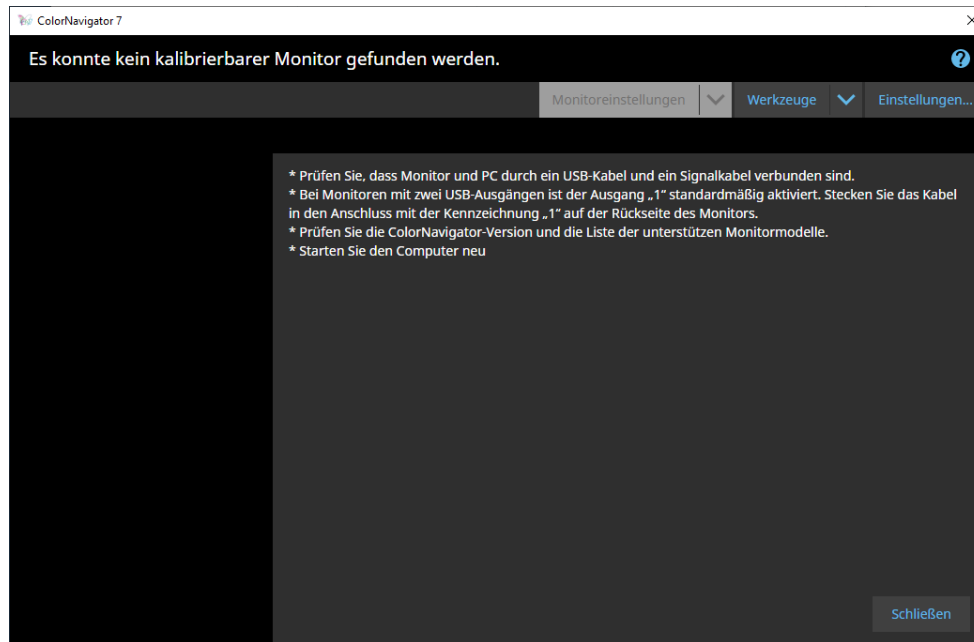 ColorNavigator 7
Es konnte kein kalibrierbarer Monitor gefunden werden.
?
Monitoreinstellungen
Werkzeuge
Einstellungen...
* Prüfen Sie, dass Monitor und PC durch ein USB-Kabel und ein Signalkabel verbunden sind.
* Bei Monitoren mit zwei USB-Ausgängen ist der Ausgang „1“ standardmäßig aktiviert. Stecken Sie das Kabel
in den Anschluss mit der Kennzeichnung „1“ auf der Rückseite des Monitors.
* Prüfen Sie die ColorNavigator-Version und die Liste der unterstützen Monitormodelle.
* Starten Sie den Computer neu
Schließen